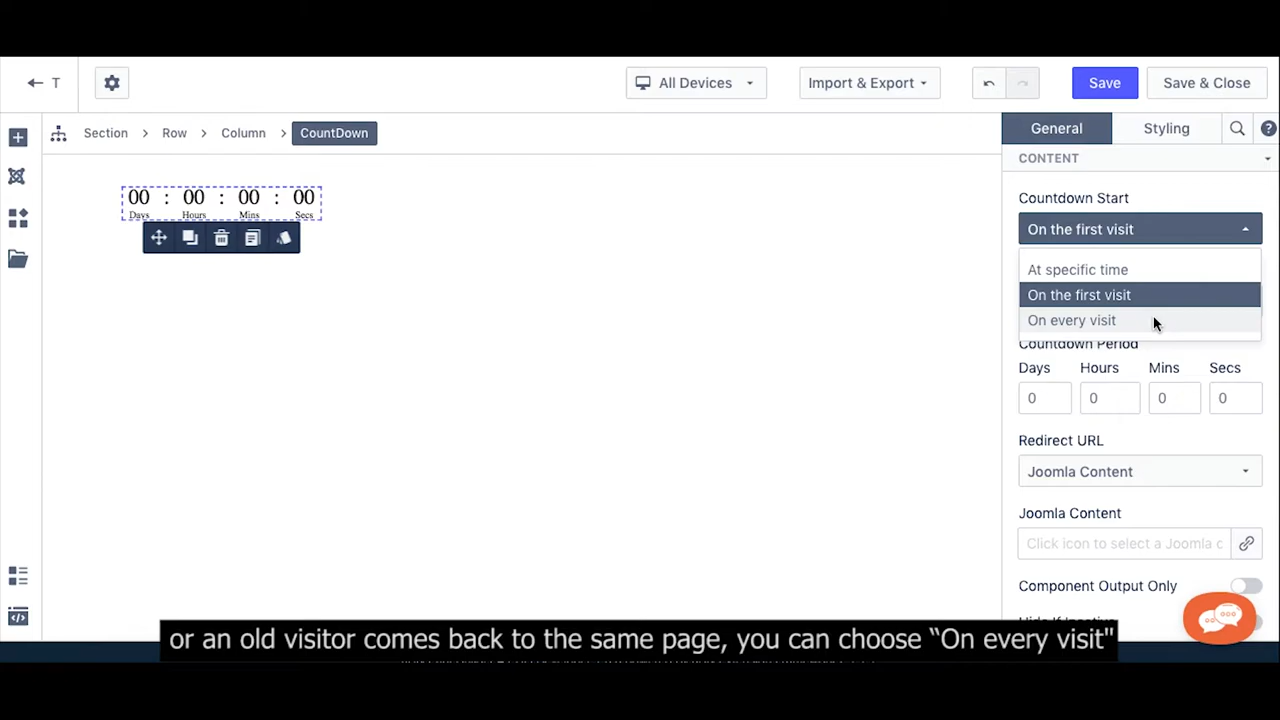 T
All Devices
Import & Export
Save
Save & Close
Section
Row
Column
CountDown
General
Styling
CONTENT
00 : 00 : 00 : 00
Days Hours Mins Secs
Countdown Start
On the first visit
At specific time
On the first visit
On every visit
Countdown Period
Days Hours Mins Secs
0 0 0 0
Redirect URL
Joomla Content
Joomla Content
Click icon to select a Joomla c
Component Output Only
or an old visitor comes back to the same page, you can choose “On every visit"